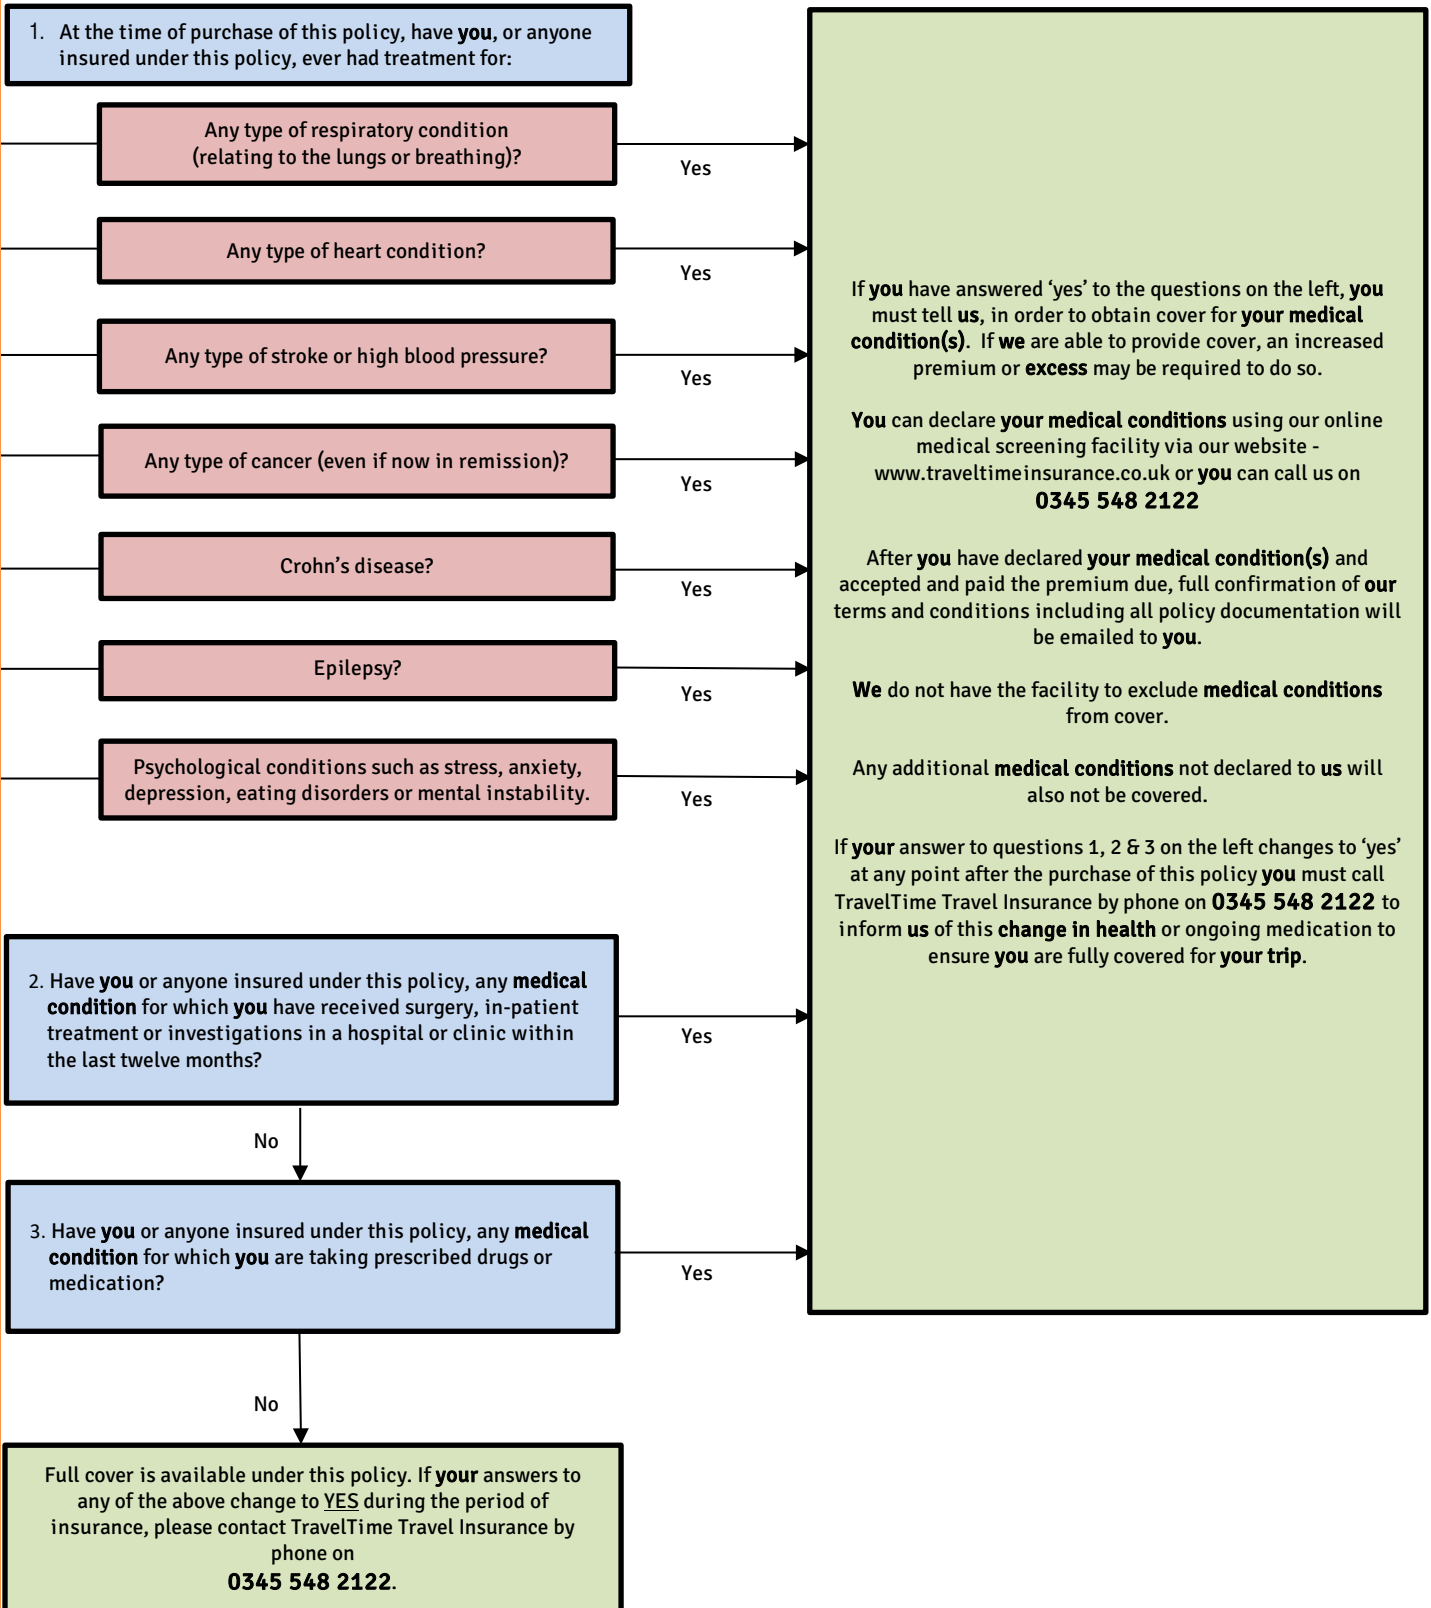 1. At the time of purchase of this policy, have you, or anyone
insured under this policy, ever had treatment for:
Any type of respiratory condition
(relating to the lungs or breathing)?
Yes
Any type of heart condition?
Yes
Any type of stroke or high blood pressure?
Yes
Any type of cancer (even if now in remission)?
Yes
Crohn’s disease?
Yes
Epilepsy?
Yes
Psychological conditions such as stress, anxiety,
depression, eating disorders or mental instability.
Yes
2. Have you or anyone insured under this policy, any medical
condition for which you have received surgery, in-patient
treatment or investigations in a hospital or clinic within
the last twelve months?
Yes
No
3. Have you or anyone insured under this policy, any medical
condition for which you are taking prescribed drugs or
medication?
Yes
No
Full cover is available under this policy. If your answers to
any of the above change to YES during the period of
insurance, please contact TravelTime Travel Insurance by
phone on
0345 548 2122.
If you have answered ‘yes’ to the questions on the left, you
must tell us, in order to obtain cover for your medical
condition(s). If we are able to provide cover, an increased
premium or excess may be required to do so.
You can declare your medical conditions using our online
medical screening facility via our website -
www.traveltimeinsurance.co.uk or you can call us on
0345 548 2122
After you have declared your medical condition(s) and
accepted and paid the premium due, full confirmation of our
terms and conditions including all policy documentation will
be emailed to you.
We do not have the facility to exclude medical conditions
from cover.
Any additional medical conditions not declared to us will
also not be covered.
If your answer to questions 1, 2 & 3 on the left changes to ‘yes’
at any point after the purchase of this policy you must call
TravelTime Travel Insurance by phone on 0345 548 2122 to
inform us of this change in health or ongoing medication to
ensure you are fully covered for your trip.